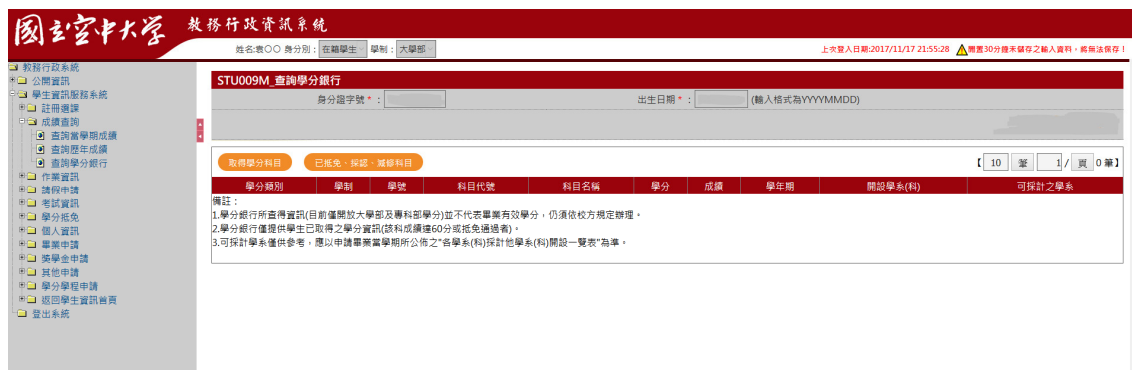 國立空中大學 教務行政資訊系統
姓名:袁〇〇 身分別：在籍學生 學制：大學部
上次登入日期:2017/11/17 21:55:28 閒置30分鐘未儲存之輸入資料，將無法保存！
教務行政系統
公開資訊
學生資訊服務系統
註冊選課
成績查詢
查詢當學期成績
查詢歷年成績
查詢學分銀行
作業資訊
請假申請
考試資訊
學分抵免
個人資訊
畢業申請
獎學金申請
其他申請
學分學程申請
返回學生資訊首頁
登出系統
STU009M_查詢學分銀行
身分證字號*： 出生日期*： (輸入格式為YYYYMMDD)
取得學分科目 已抵免、採認、減修科目 【 10 筆 1 / 頁 0 筆】
學分類別 學制 學號 科目代號 科目名稱 學分 成績 學年期 開設學系(科) 可採計之學系
備註：
1.學分銀行所查得資訊(目前僅開放大學部及專科部學分)並不代表畢業有效學分，仍須依校方規定辦理。
2.學分銀行僅提供學生已取得之學分資訊(該科成績達60分或抵免通過者)。
3.可採計學系僅供參考，應以申請畢業當學期所公佈之"各學系(科)採計他學系(科)開設一覽表"為準。